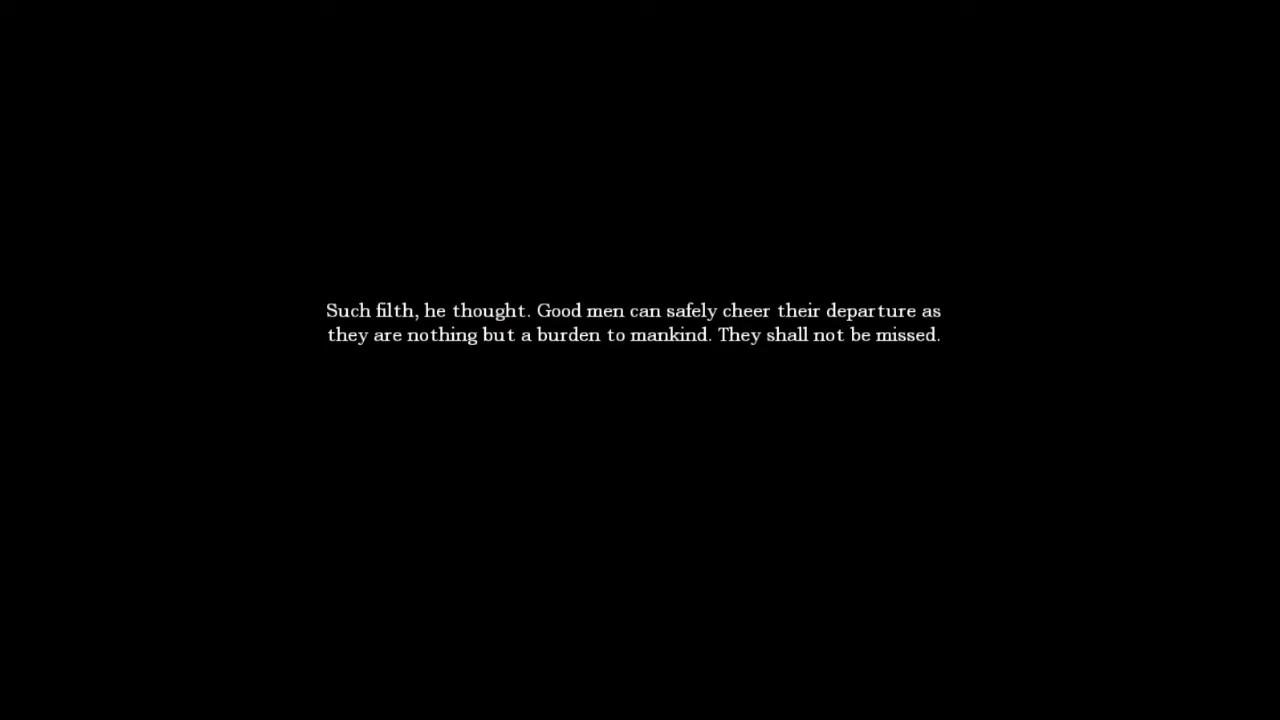 Such filth, he thought. Good men can safely cheer their departure as
they are nothing but a burden to mankind. They shall not be missed.